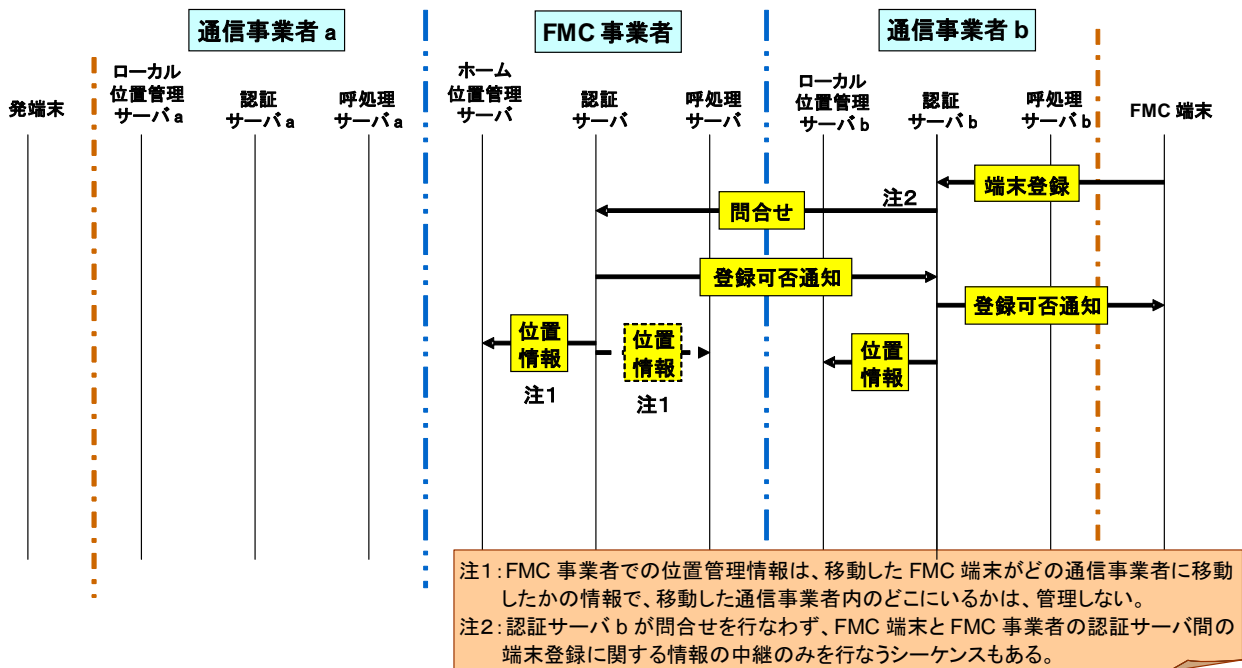 通信事業者 a
FMC 事業者
通信事業者 b
発端末
ローカル
位置管理
サーバ a
認証
サーバ a
呼処理
サーバ a
ホーム
位置管理
サーバ
認証
サーバ
呼処理
サーバ
ローカル
位置管理
サーバ b
認証
サーバ b
呼処理
サーバ b
FMC 端末
端末登録
問合せ
注2
登録可否通知
登録可否通知
位置
情報
注1
位置
情報
注1
位置
情報
注1：FMC 事業者での位置管理情報は、移動した FMC 端末がどの通信事業者に移動
したかの情報で、移動した通信事業者内のどこにいるかは、管理しない。
注2：認証サーバ b が問合せを行なわず、FMC 端末と FMC 事業者の認証サーバ間の
端末登録に関する情報の中継のみを行なうシーケンスもある。